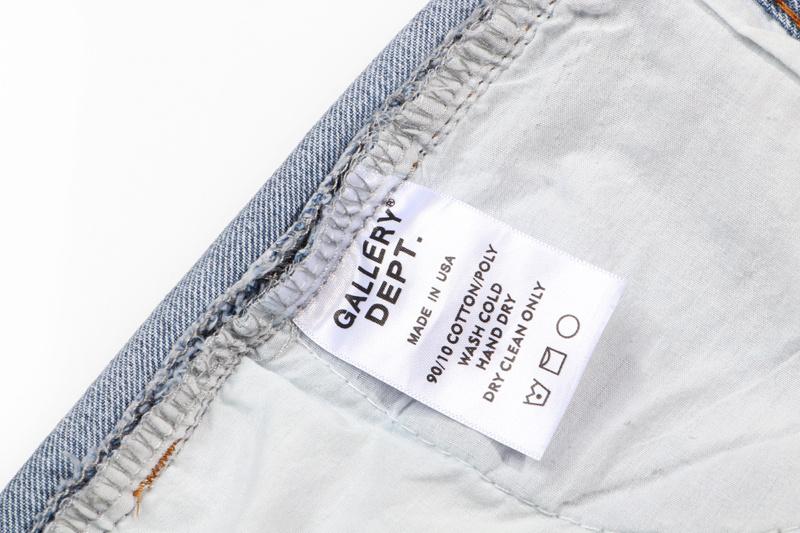 GALLERY®
DEPT.
MADE IN USA
90/10 COTTON/POLY
WASH COLD
HAND DRY
DRY CLEAN ONLY